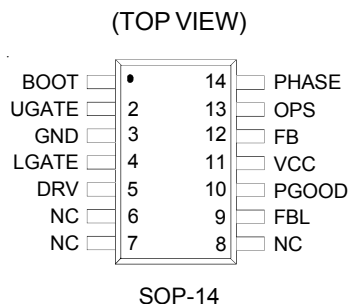 (TOP VIEW)
BOOT 14 PHASE
UGATE 2 13 OPS
GND 3 12 FB
LGATE 4 11 VCC
DRV 5 10 PGOOD
NC 6 9 FBL
NC 7 8 NC
SOP-14